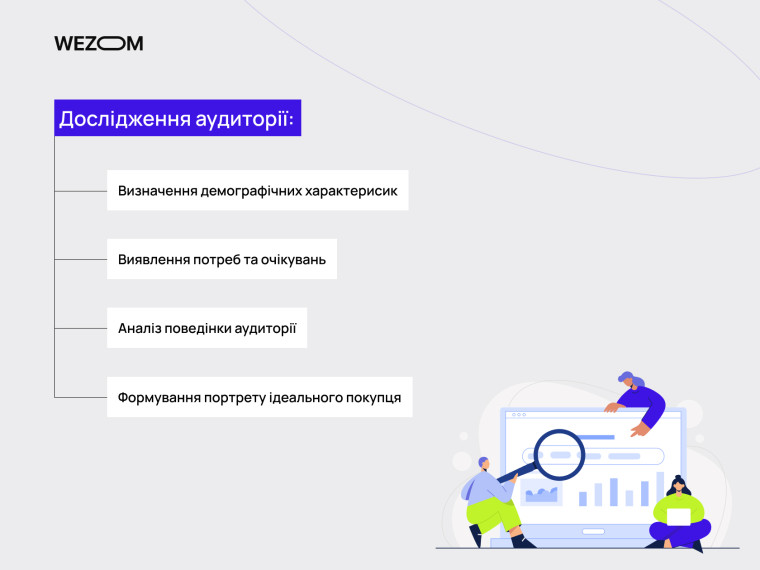 WEZOM
Дослідження аудиторії:
Визначення демографічних характерисик
Виявлення потреб та очікувань
Аналіз поведінки аудиторії
Формування портрету ідеального покупця